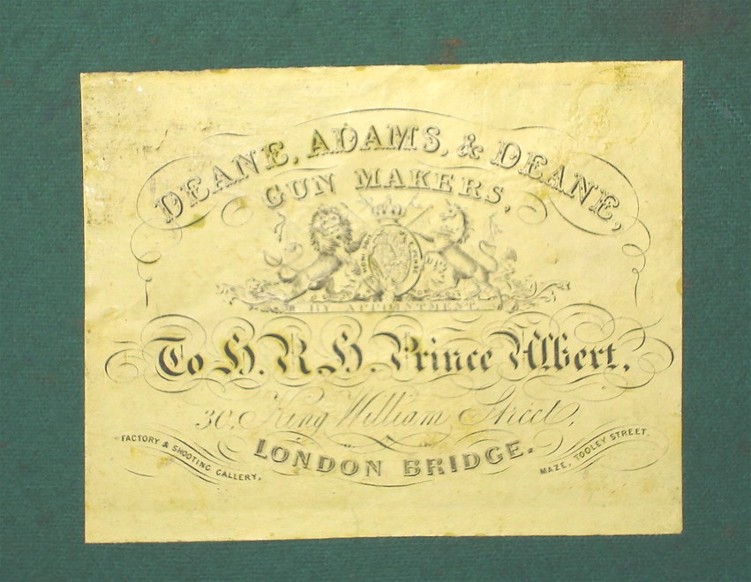 DEANE, ADAMS, & DEANE,
GUN MAKERS,
BY APPOINTMENT
To H.R.H. Prince Albert.
30, King William Street,
LONDON BRIDGE.
FACTORY & SHOOTING GALLERY,
MAZE, TOOLEY STREET.